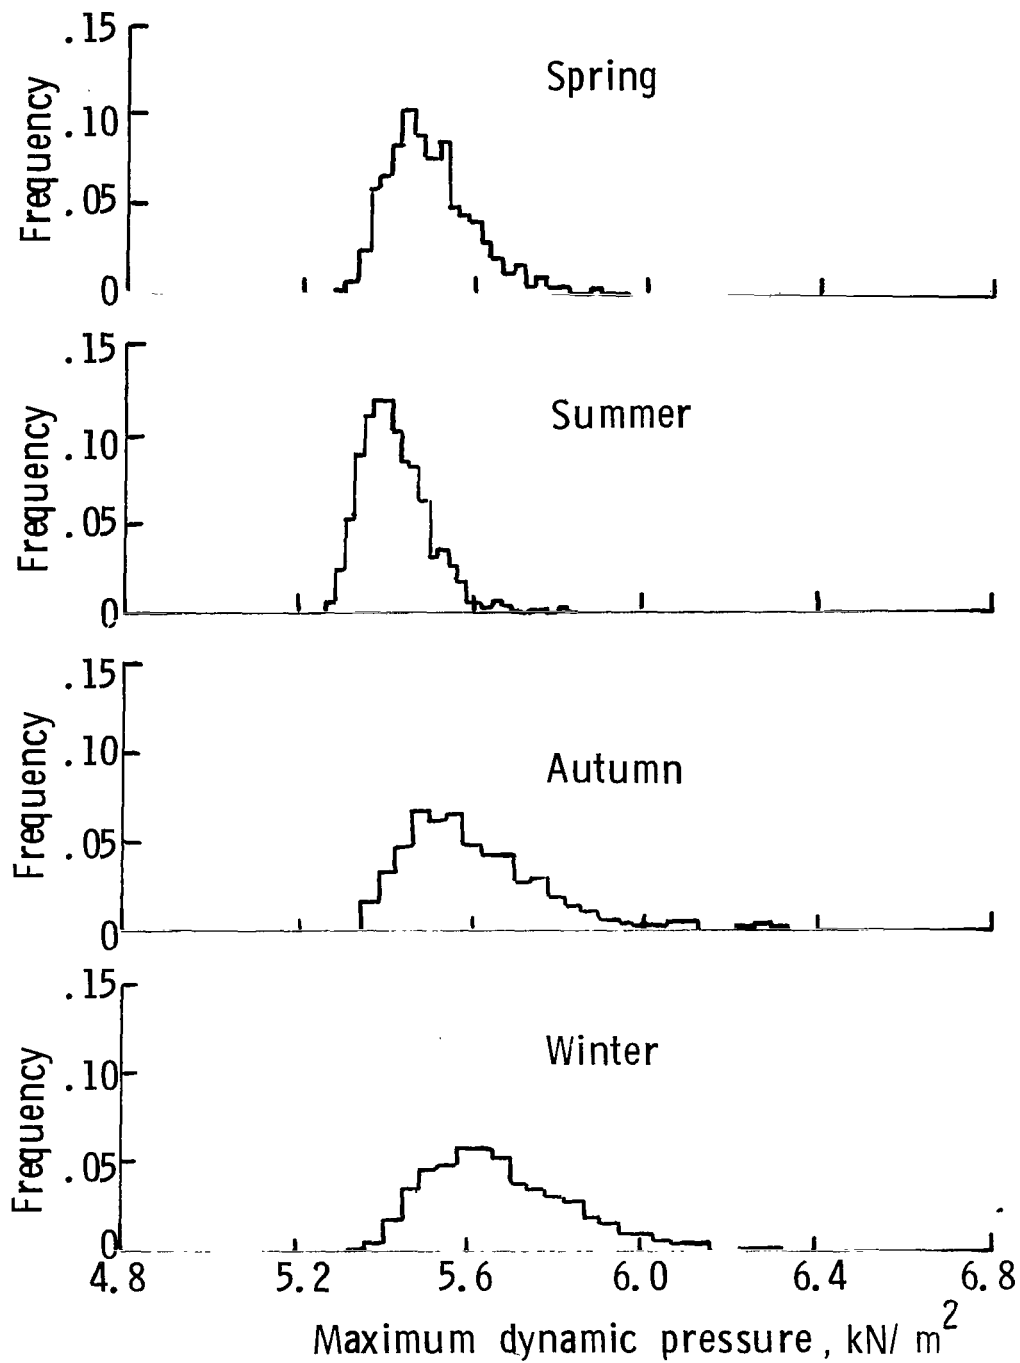 .15
Spring
.10
Frequency
.05
0
.15
Summer
.10
Frequency
.05
0
.15
.10
Autumn
Frequency
.05
0
.15
Winter
.10
Frequency
.05
0
4.8 5.2 5.6 6.0 6.4 6.8
Maximum dynamic pressure, kN/m²